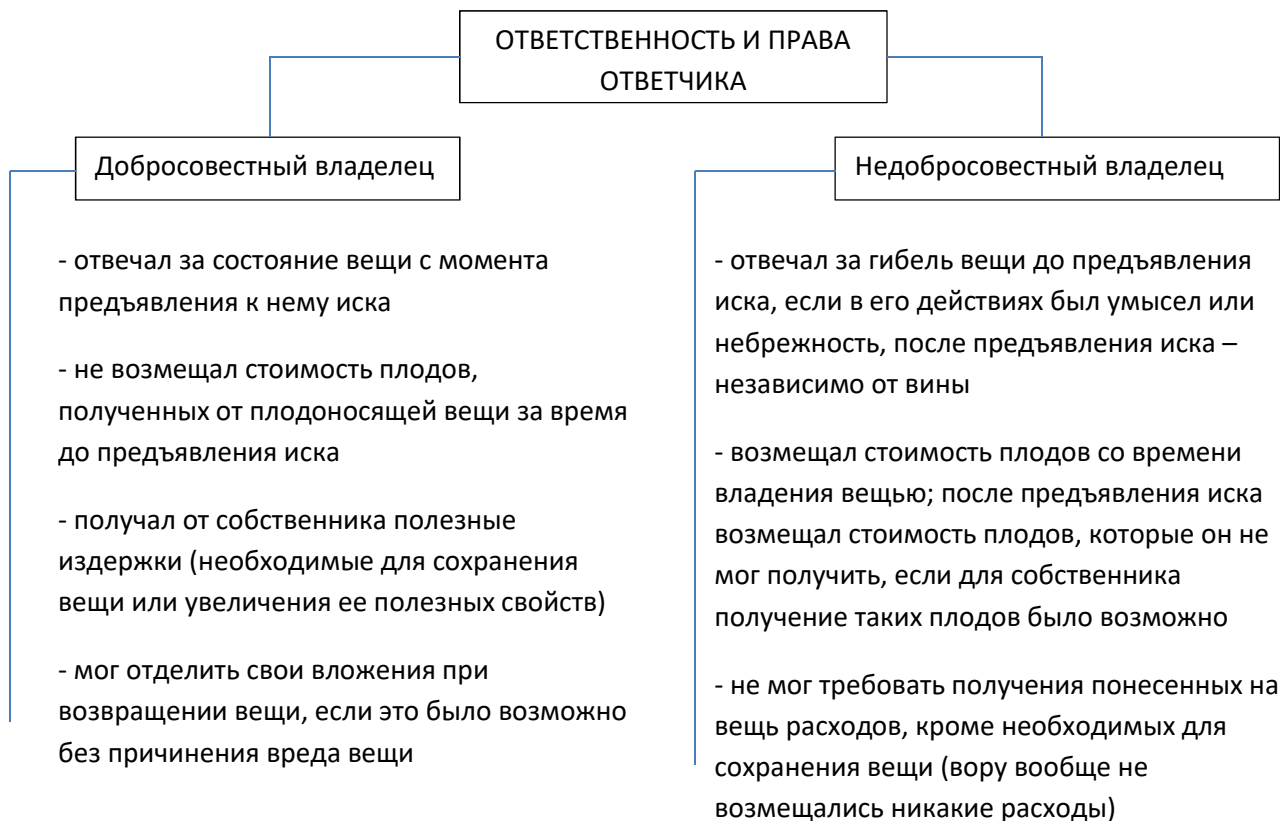 ОТВЕТСТВЕННОСТЬ И ПРАВА
ОТВЕТЧИКА
Добросовестный владелец
- отвечал за состояние вещи с момента
предъявления к нему иска
- не возмещал стоимость плодов,
полученных от плодоносящей вещи за время
до предъявления иска
- получал от собственника полезные
издержки (необходимые для сохранения
вещи или увеличения ее полезных свойств)
- мог отделить свои вложения при
возвращении вещи, если это было возможно
без причинения вреда вещи
Недобросовестный владелец
- отвечал за гибель вещи до предъявления
иска, если в его действиях был умысел или
небрежность, после предъявления иска –
независимо от вины
- возмещал стоимость плодов со времени
владения вещью; после предъявления иска
возмещал стоимость плодов, которые он не
мог получить, если для собственника
получение таких плодов было возможно
- не мог требовать получения понесенных на
вещь расходов, кроме необходимых для
сохранения вещи (вору вообще не
возмещались никакие расходы)